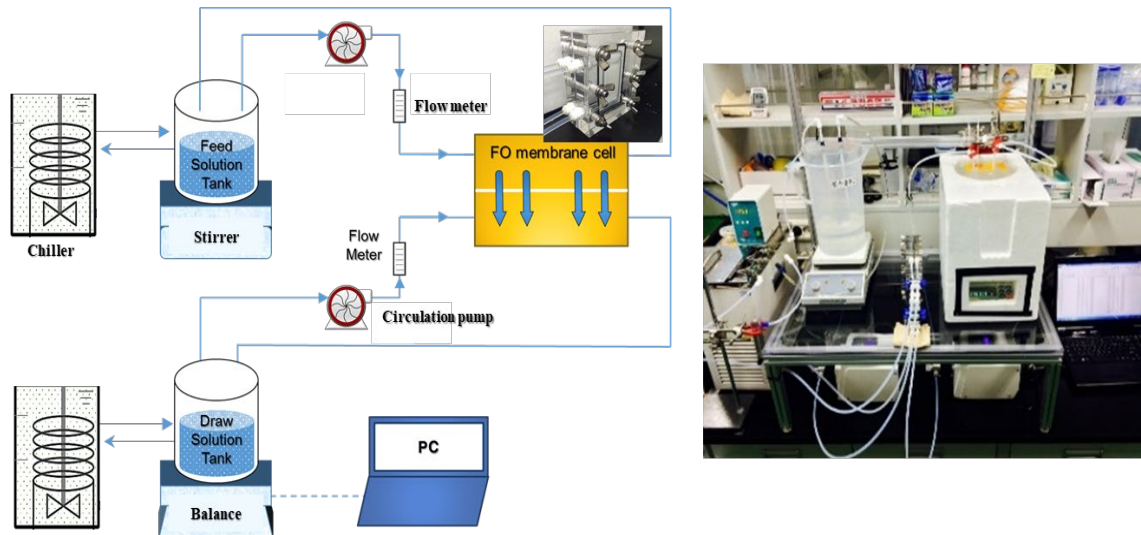 Flow meter
Feed
Solution
Tank
FO membrane cell
Stirrer
Chiller
Flow
Meter
Circulation pump
Draw
Solution
Tank
PC
Balance